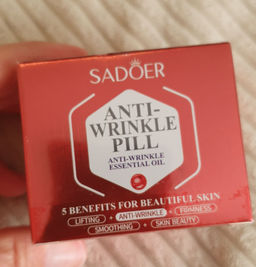 SADOER
ANTI-
WRINKLE
PILL
ANTI-WRINKLE
ESSENTIAL OIL
5 BENEFITS FOR BEAUTIFUL SKIN
LIFTING + ANTI-WRINKLE + FIRMNESS
SMOOTHING + SKIN BEAUTY